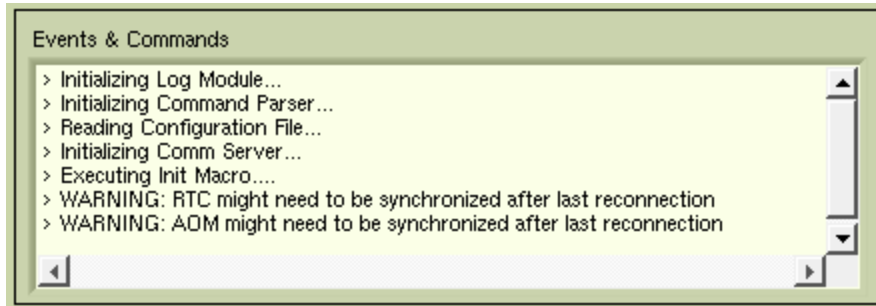 Events & Commands
> Initializing Log Module...
> Initializing Command Parser...
> Reading Configuration File...
> Initializing Comm Server...
> Executing Init Macro....
> WARNING: RTC might need to be synchronized after last reconnection
> WARNING: AOM might need to be synchronized after last reconnection